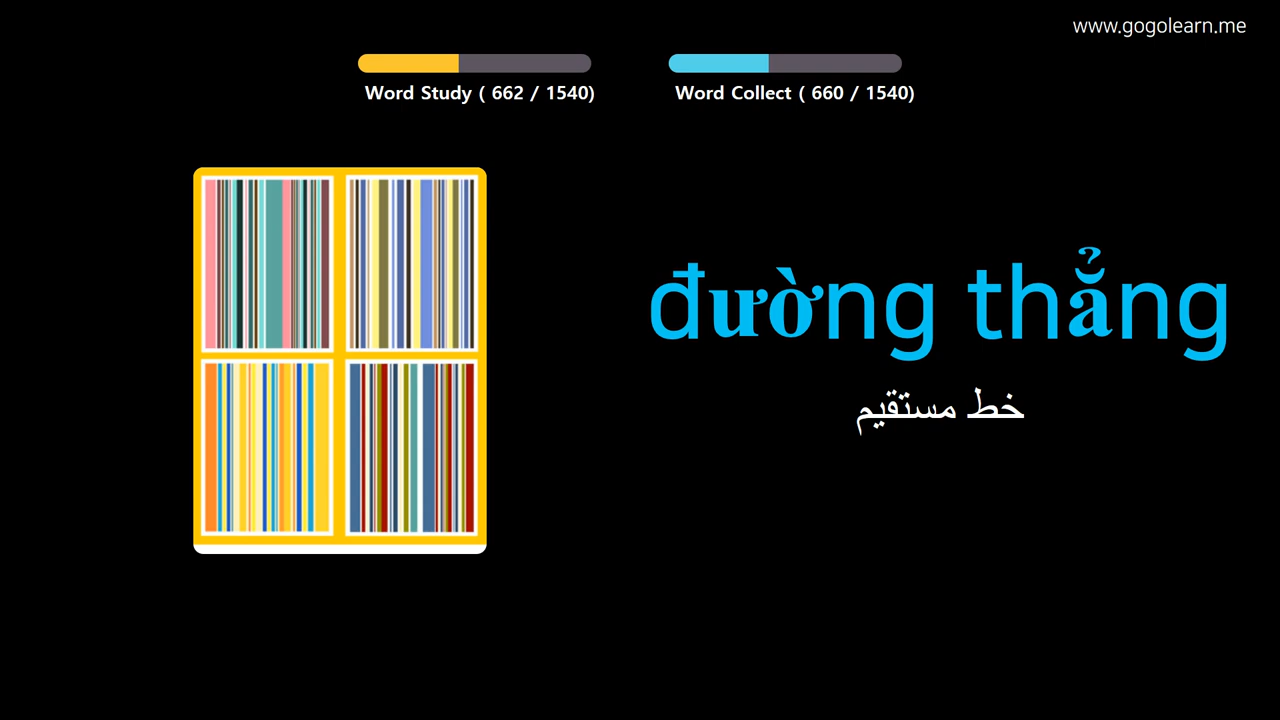 www.gogolearn.me
Word Study ( 662 / 1540)
Word Collect ( 660 / 1540)
đường thẳng
خط مستقيم